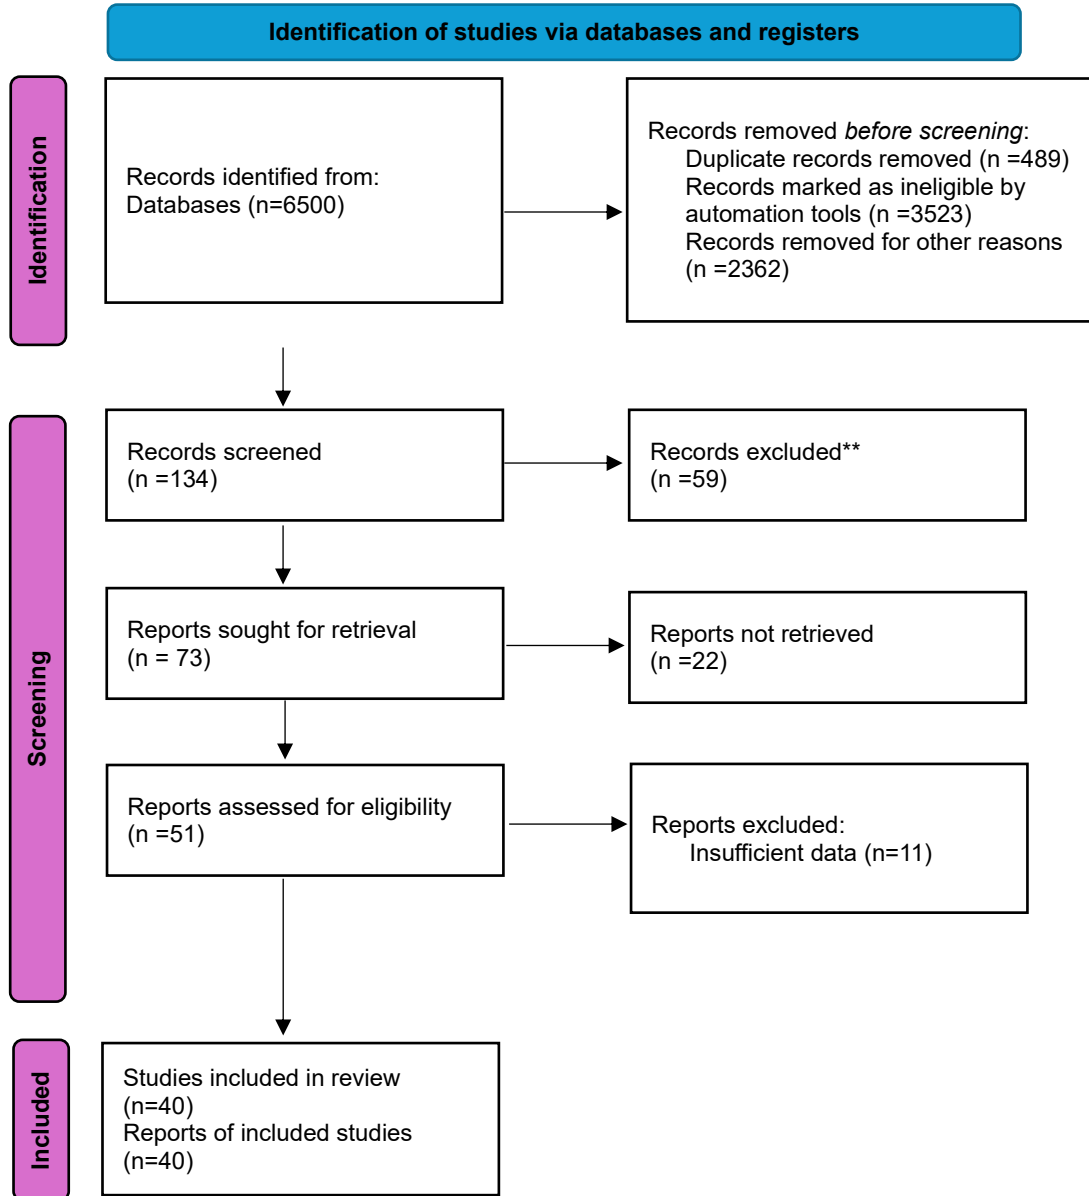 Identification of studies via databases and registers
Identification
Records identified from:
Databases (n=6500)
Records removed before screening:
Duplicate records removed (n =489)
Records marked as ineligible by
automation tools (n =3523)
Records removed for other reasons
(n =2362)
Screening
Records screened
(n =134)
Records excluded**
(n =59)
Reports sought for retrieval
(n = 73)
Reports not retrieved
(n =22)
Reports assessed for eligibility
(n =51)
Reports excluded:
Insufficient data (n=11)
Included
Studies included in review
(n=40)
Reports of included studies
(n=40)